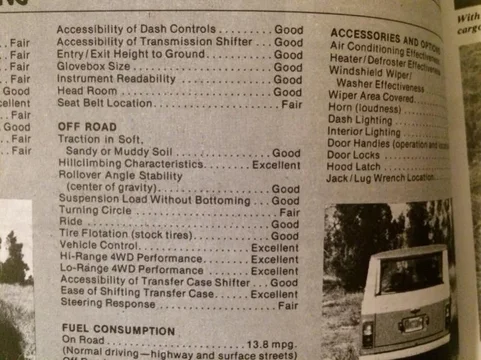 NG
.. Fair
. Fair
. Fair
. Fair
. Good
cellent
. Fair
Good
. Fair
. Fair
Accessibility of Dash Controls ....... Good
Accessibility of Transmission Shifter ... Good
Entry/Exit Height to Ground ......... Good
Glovebox Size ..................... Good
Instrument Readability .............. Good
Head Room ....................... Good
Seat Belt Location .................. Fair
OFF ROAD
Traction in Soft,
Sandy or Muddy Soil ............. Good
Hillclimbing Characteristics ....... Excellent
Rollover Angle Stability
(center of gravity) ................ Good
Suspension Load Without Bottoming ... Good
Turning Circle ..................... Fair
Ride ............................. Good
Tire Flotation (stock tires) .......... Good
Vehicle Control ................. Excellent
Hi-Range 4WD Performance ....... Excellent
Lo-Range 4WD Performance ...... Excellent
Accessibility of Transfer Case Shifter ... Good
Ease of Shifting Transfer Case ..... Excellent
Steering Response ................. Fair
FUEL CONSUMPTION
On Road ..................... 13.8 mpg.
(Normal driving—highway and surface streets)
ACCESSORIES AND OPTIONS
Air Conditioning Effectiveness
Heater/Defroster Effectiveness
Windshield Wiper/
Washer Effectiveness
Wiper Area Covered
Horn (loudness)
Dash Lighting
Interior Lighting
Door Handles (operation and
Door Locks
Hood Latch
Jack/Lug Wrench Location
With